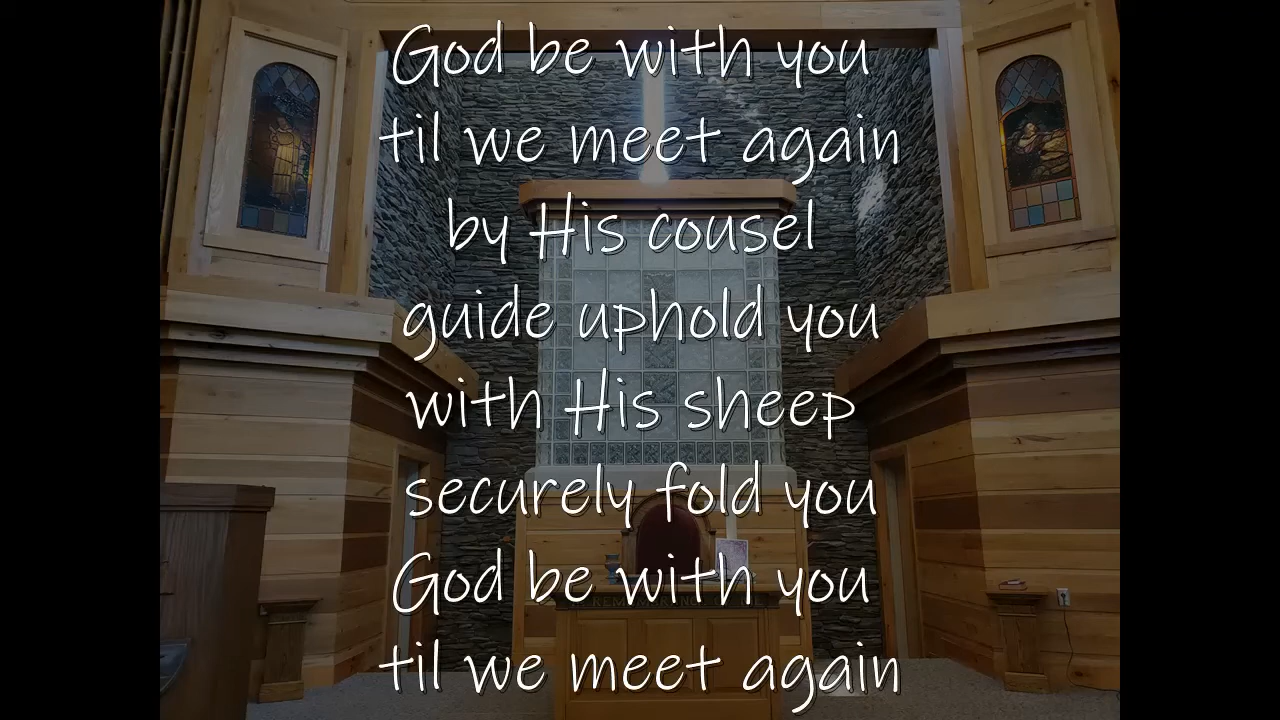 God be with you
til we meet again
by His cousel
guide uphold you
with His sheep
securely fold you
God be with you
til we meet again